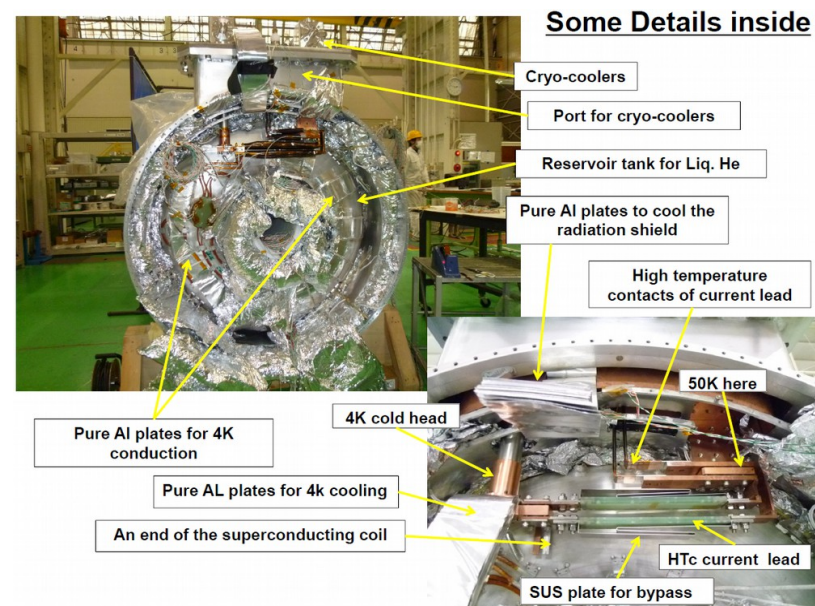 Some Details inside
Cryo-coolers
Port for cryo-coolers
Reservoir tank for Liq. He
Pure Al plates to cool the
radiation shield
High temperature
contacts of current lead
50K here
4K cold head
Pure Al plates for 4K
conduction
Pure AL plates for 4k cooling
An end of the superconducting coil
HTc current lead
SUS plate for bypass